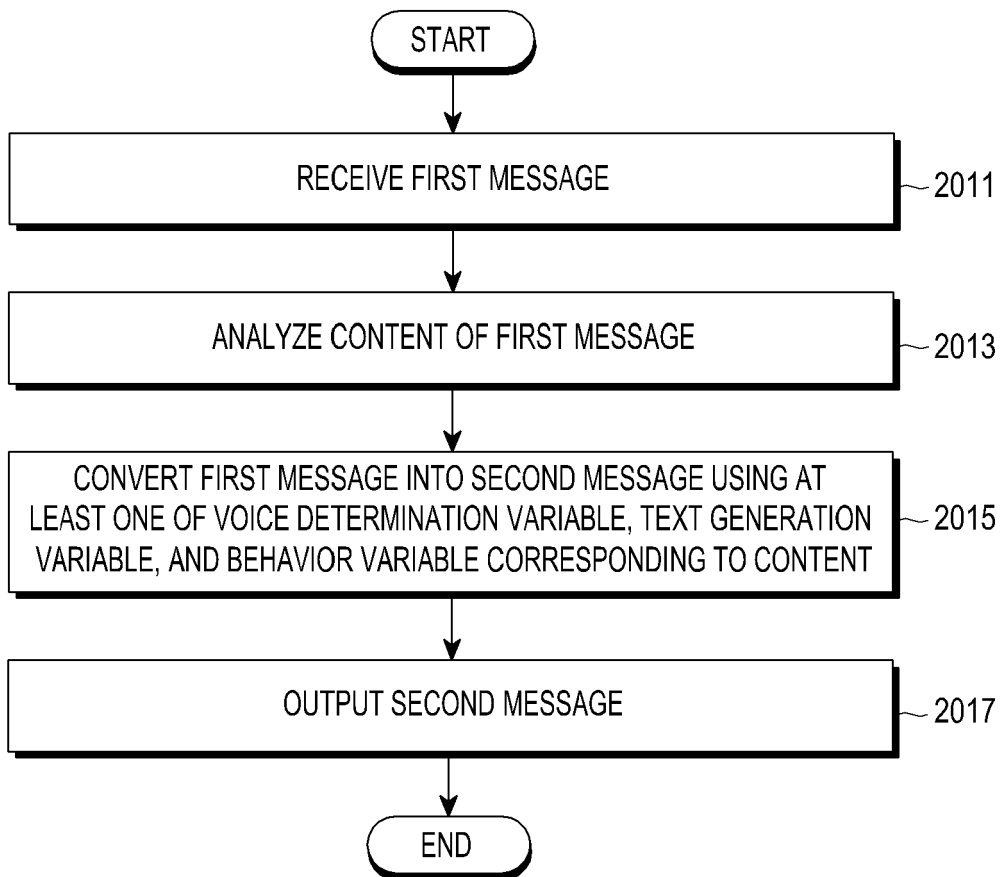 START
RECEIVE FIRST MESSAGE
2011
ANALYZE CONTENT OF FIRST MESSAGE
2013
CONVERT FIRST MESSAGE INTO SECOND MESSAGE USING AT
LEAST ONE OF VOICE DETERMINATION VARIABLE, TEXT GENERATION
VARIABLE, AND BEHAVIOR VARIABLE CORRESPONDING TO CONTENT
2015
OUTPUT SECOND MESSAGE
2017
END